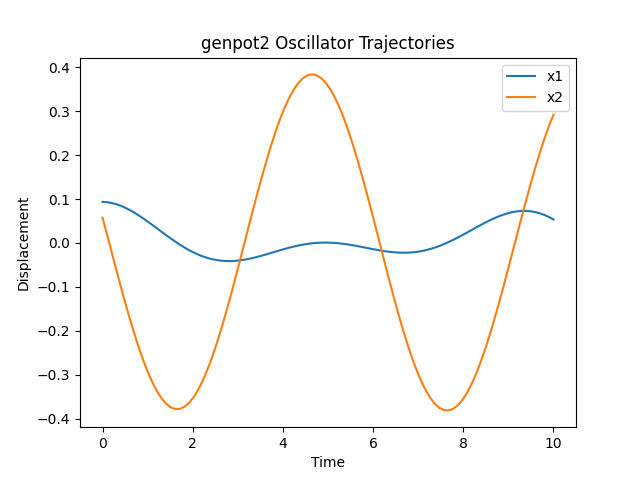 genpot2 Oscillator Trajectories
x1
x2
0.4
0.3
0.2
0.1
0.0
−0.1
−0.2
−0.3
−0.4
Displacement
0 2 4 6 8 10
Time